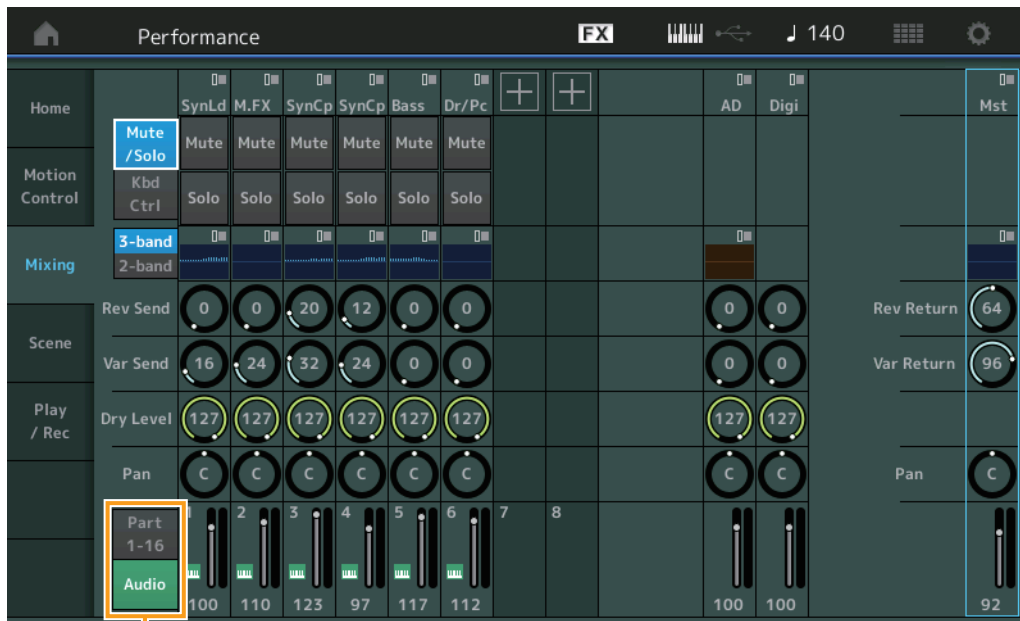 Performance FX 140
SynLd M.FX SynCp SynCp Bass Dr/Pc AD Digi Mst
Home
Mute /Solo Mute Mute Mute Mute Mute Mute
Motion Control
Kbd Ctrl Solo Solo Solo Solo Solo Solo
3-band
2-band
Mixing
Rev Send 0 0 20 12 0 0 0 0 Rev Return 64
Scene
Var Send 16 24 32 24 0 0 0 0 Var Return 96
Play / Rec
Dry Level 127 127 127 127 127 127 127 127
Pan C C C C C C C C Pan C
Part 1-16
1 2 3 4 5 6 7 8
Audio
100 110 123 97 117 112 100 100 92